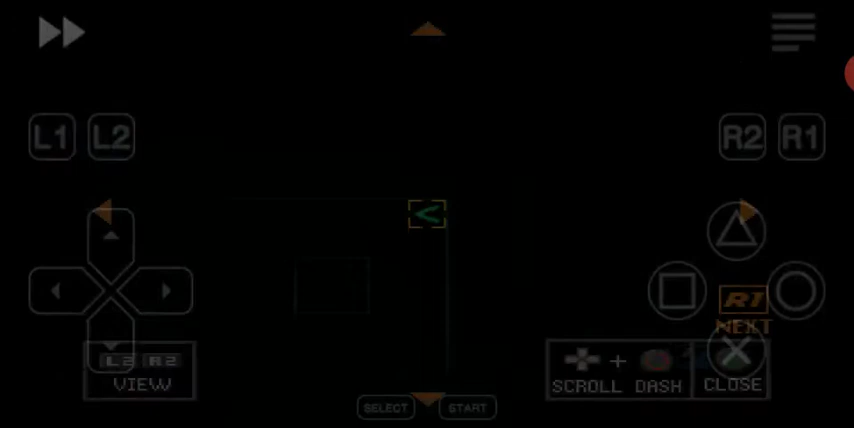 L1 L2 R2 R1
R1
NEXT
L2 R2
VIEW
+
SCROLL DASH CLOSE
SELECT START